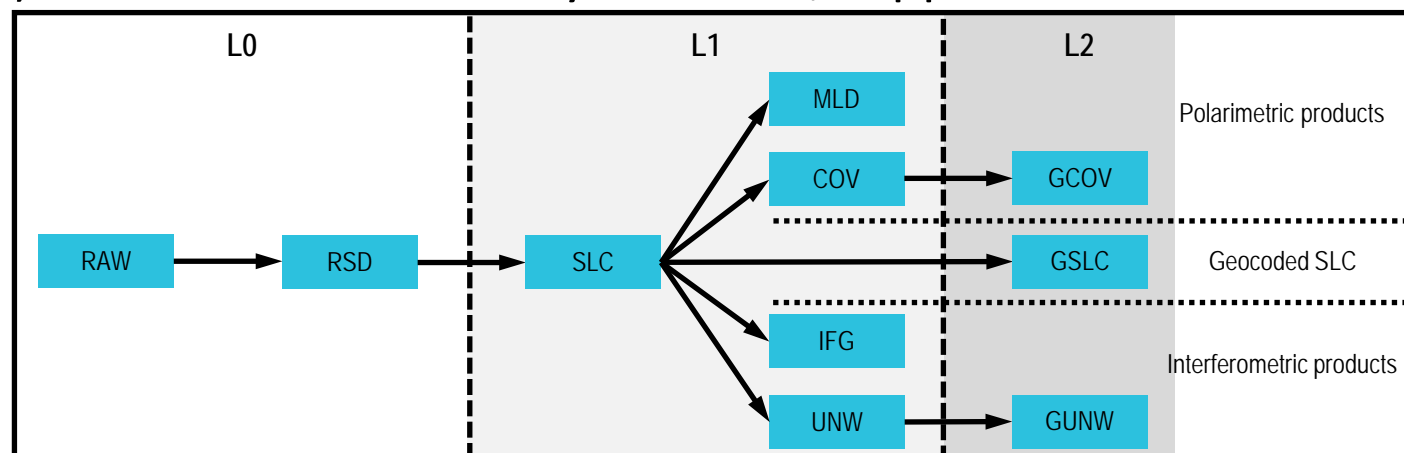 L0
L1
L2
MLD
Polarimetric products
COV
GCOV
RAW
RSD
SLC
GSLC
Geocoded SLC
IFG
Interferometric products
UNW
GUNW